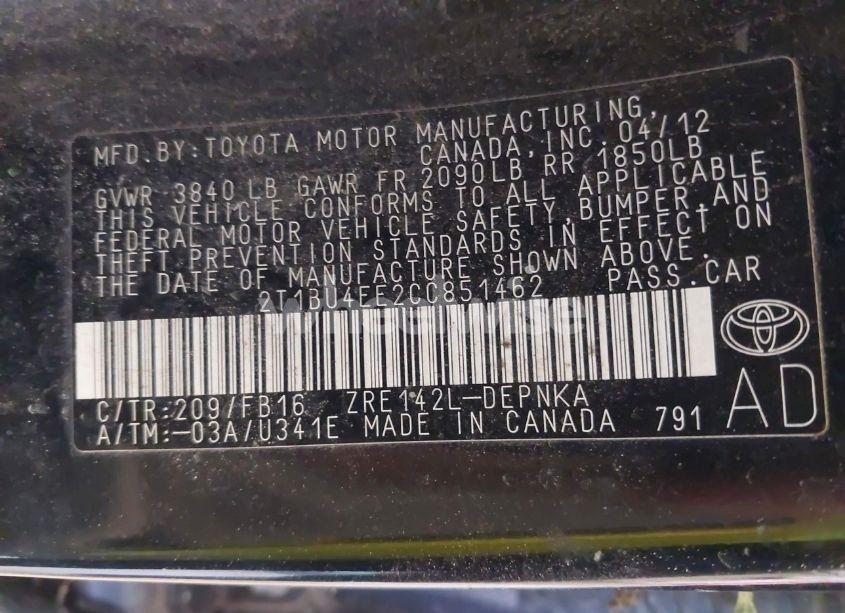 MFD.BY:TOYOTA MOTOR MANUFACTURING,
CANADA, INC. 04/12
GVWR 3840 LB GAWR FR 2090LB RR 1850LB
THIS VEHICLE CONFORMS TO ALL APPLICABLE
FEDERAL MOTOR VEHICLE SAFETY,BUMPER,AND
THEFT PREVENTION STANDARDS IN EFFECT ON
THE DATE OF MANUFACTURE SHOWN ABOVE.
2T1BU4EE2CC851462 PASS.CAR
Wheelwise
C/TR:209/FB16 ZRE142L-DEPNKA
A/TM:-03A/U341E MADE IN CANADA 791
AD